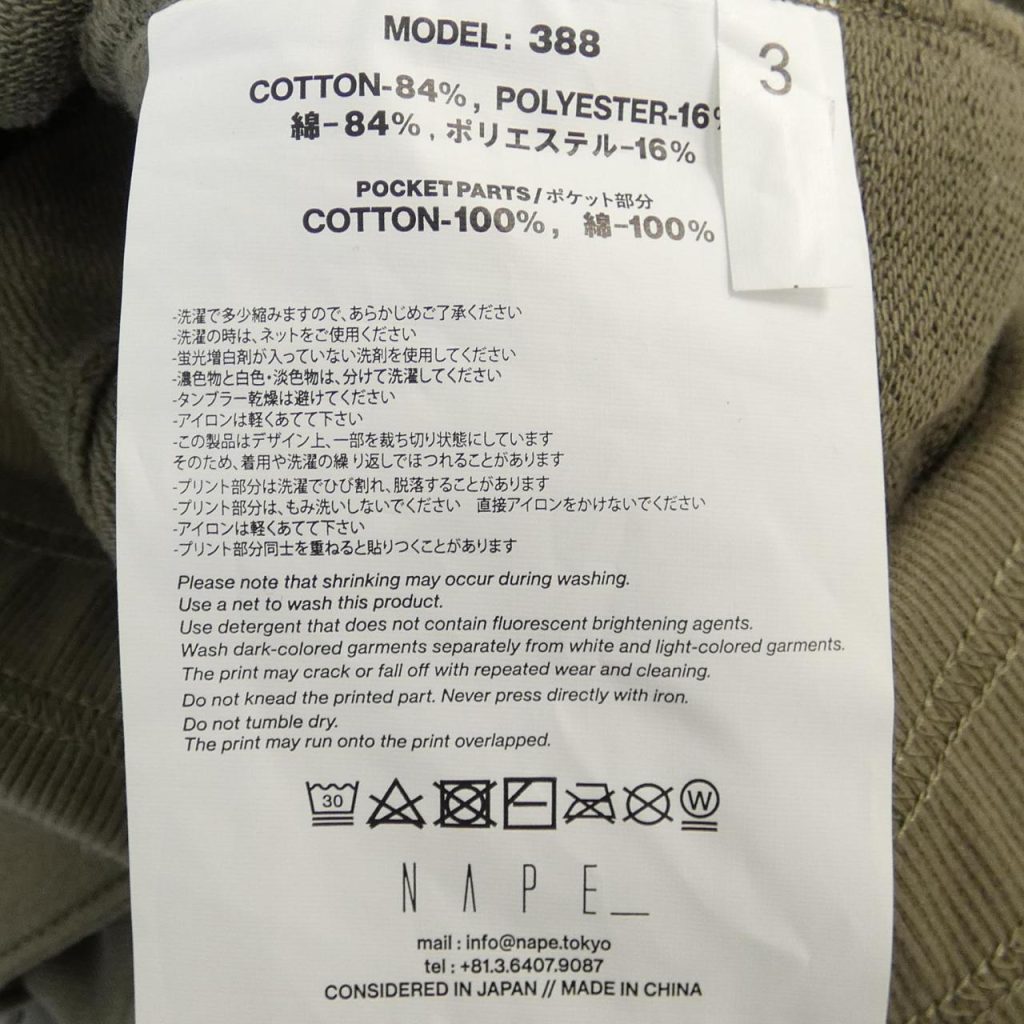 MODEL: 388
3
COTTON-84%, POLYESTER-16%
綿-84%, ポリエステル-16%
POCKET PARTS/ポケット部分
COTTON-100%, 綿-100%
-洗濯で多少縮みますので、あらかじめご了承ください
-洗濯の時は、ネットをご使用ください
-蛍光増白剤が入っていない洗剤を使用してください
-濃色物と白色・淡色物は、分けて洗濯してください
-タンブラー乾燥は避けてください
-アイロンは軽くあてて下さい
-この製品はデザイン上、一部を裁ち切り状態にしています
そのため、着用や洗濯の繰り返しでほつれることがあります
-プリント部分は洗濯でひび割れ、脱落することがあります
-プリント部分は、もみ洗いしないでください 直接アイロンをかけないでください
-アイロンは軽くあてて下さい
-プリント部分同士を重ねると貼りつくことがあります
Please note that shrinking may occur during washing.
Use a net to wash this product.
Use detergent that does not contain fluorescent brightening agents.
Wash dark-colored garments separately from white and light-colored garments.
The print may crack or fall off with repeated wear and cleaning.
Do not knead the printed part. Never press directly with iron.
Do not tumble dry.
The print may run onto the print overlapped.
30 W
NAPE_
mail : info@nape.tokyo
tel : +81.3.6407.9087
CONSIDERED IN JAPAN // MADE IN CHINA